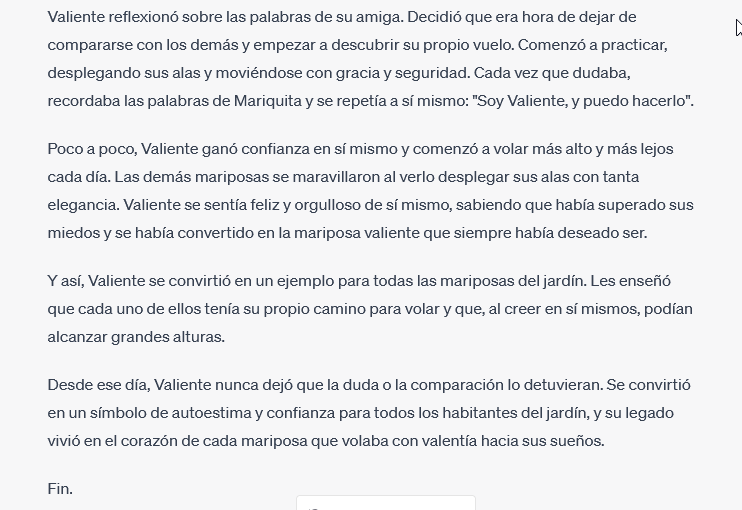 Valiente reflexionó sobre las palabras de su amiga. Decidió que era hora de dejar de
compararse con los demás y empezar a descubrir su propio vuelo. Comenzó a practicar,
desplegando sus alas y moviéndose con gracia y seguridad. Cada vez que dudaba,
recordaba las palabras de Mariquita y se repetía a sí mismo: "Soy Valiente, y puedo hacerlo".
Poco a poco, Valiente ganó confianza en sí mismo y comenzó a volar más alto y más lejos
cada día. Las demás mariposas se maravillaron al verlo desplegar sus alas con tanta
elegancia. Valiente se sentía feliz y orgulloso de sí mismo, sabiendo que había superado sus
miedos y se había convertido en la mariposa valiente que siempre había deseado ser.
Y así, Valiente se convirtió en un ejemplo para todas las mariposas del jardín. Les enseñó
que cada uno de ellos tenía su propio camino para volar y que, al creer en sí mismos, podían
alcanzar grandes alturas.
Desde ese día, Valiente nunca dejó que la duda o la comparación lo detuvieran. Se convirtió
en un símbolo de autoestima y confianza para todos los habitantes del jardín, y su legado
vivió en el corazón de cada mariposa que volaba con valentía hacia sus sueños.
Fin.